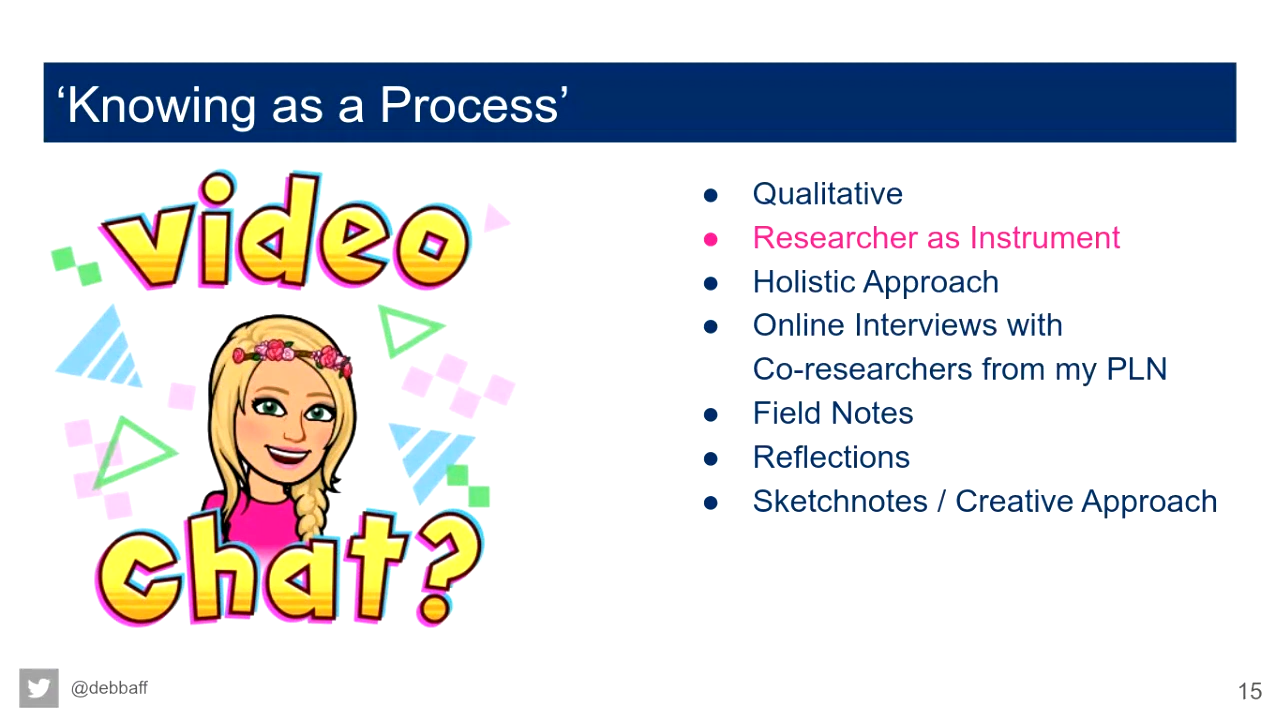 ‘Knowing as a Process’
video
chat?
● Qualitative
● Researcher as Instrument
● Holistic Approach
● Online Interviews with
Co-researchers from my PLN
● Field Notes
● Reflections
● Sketchnotes / Creative Approach
@debbaff
15